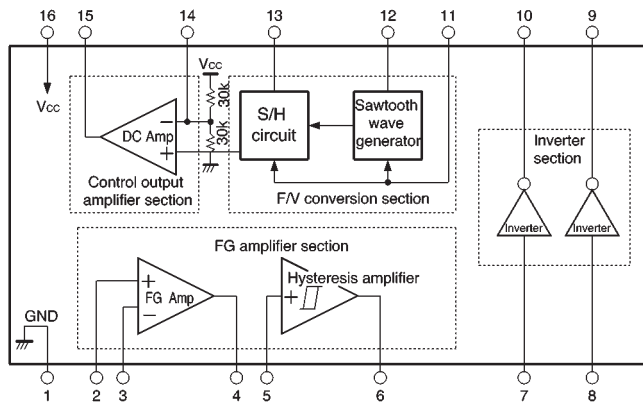 16 15 14 13 12 11 10 9
Vcc
Vcc
30k
30k
DC Amp
−
+
S/H
circuit
Sawtooth
wave
generator
Control output
amplifier section
F/V conversion section
Inverter
section
Inverter
Inverter
FG amplifier section
Hysteresis amplifier
+
FG Amp
−
+
GND
1 2 3 4 5 6 7 8